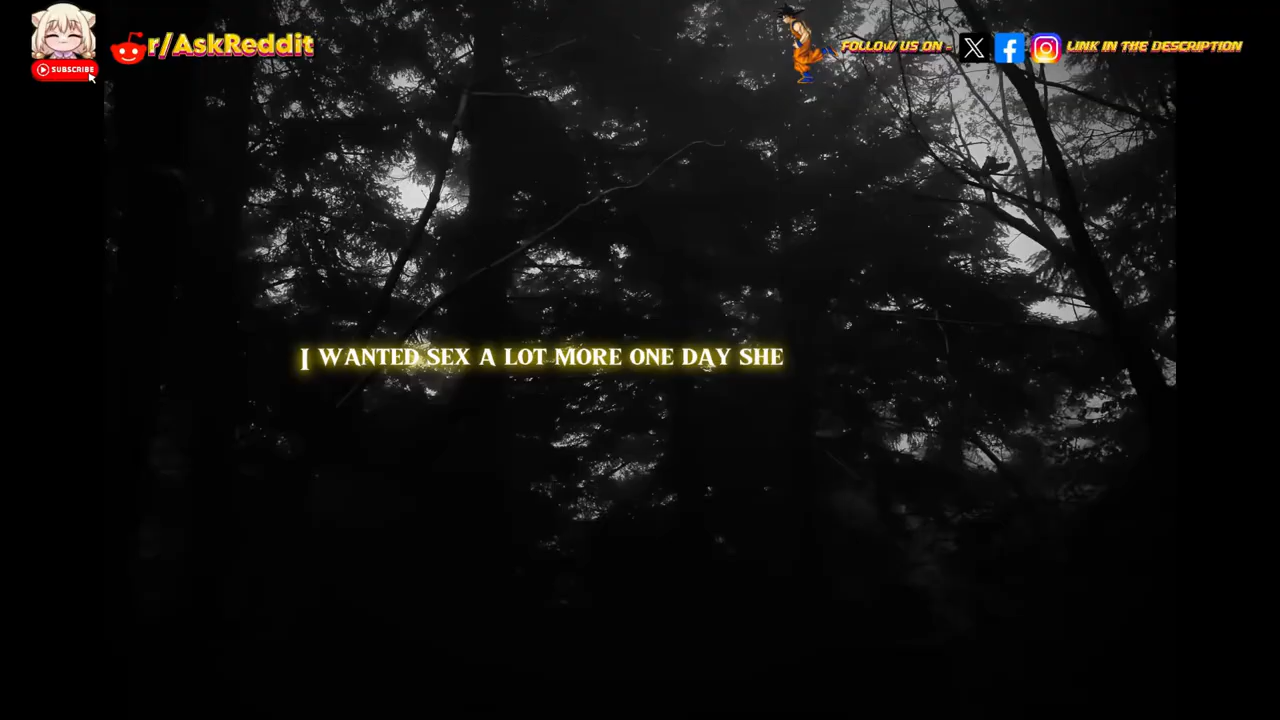 r/AskReddit
SUBSCRIBE
FOLLOW US ON - X f LINK IN THE DESCRIPTION
I WANTED SEX A LOT MORE ONE DAY SHE